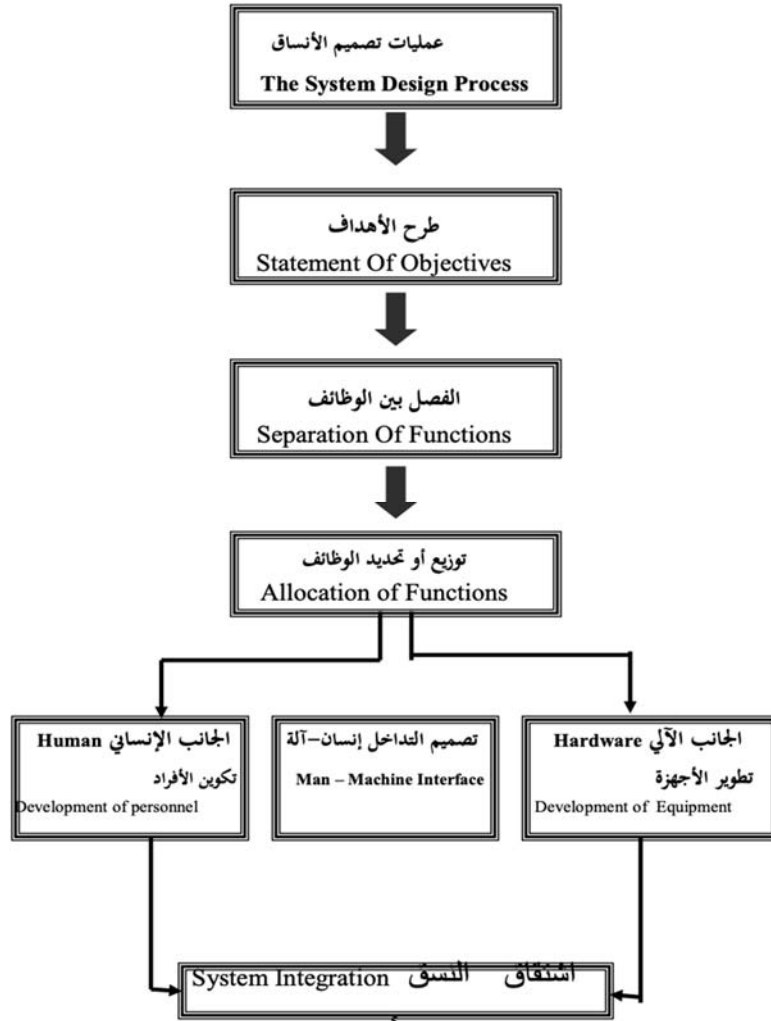 عمليات تصميم الأنساق
The System Design Process
طرح الأهداف
Statement Of Objectives
الفصل بين الوظائف
Separation Of Functions
توزيع أو تحديد الوظائف
Allocation of Functions
الجانب الإنساني Human
تكوين الأفراد
Development of personnel
تصميم التداخل إنسان–آلة
Man – Machine Interface
الجانب الآلي Hardware
تطوير الأجهزة
Development of Equipment
System Integration اشتقاق النسق